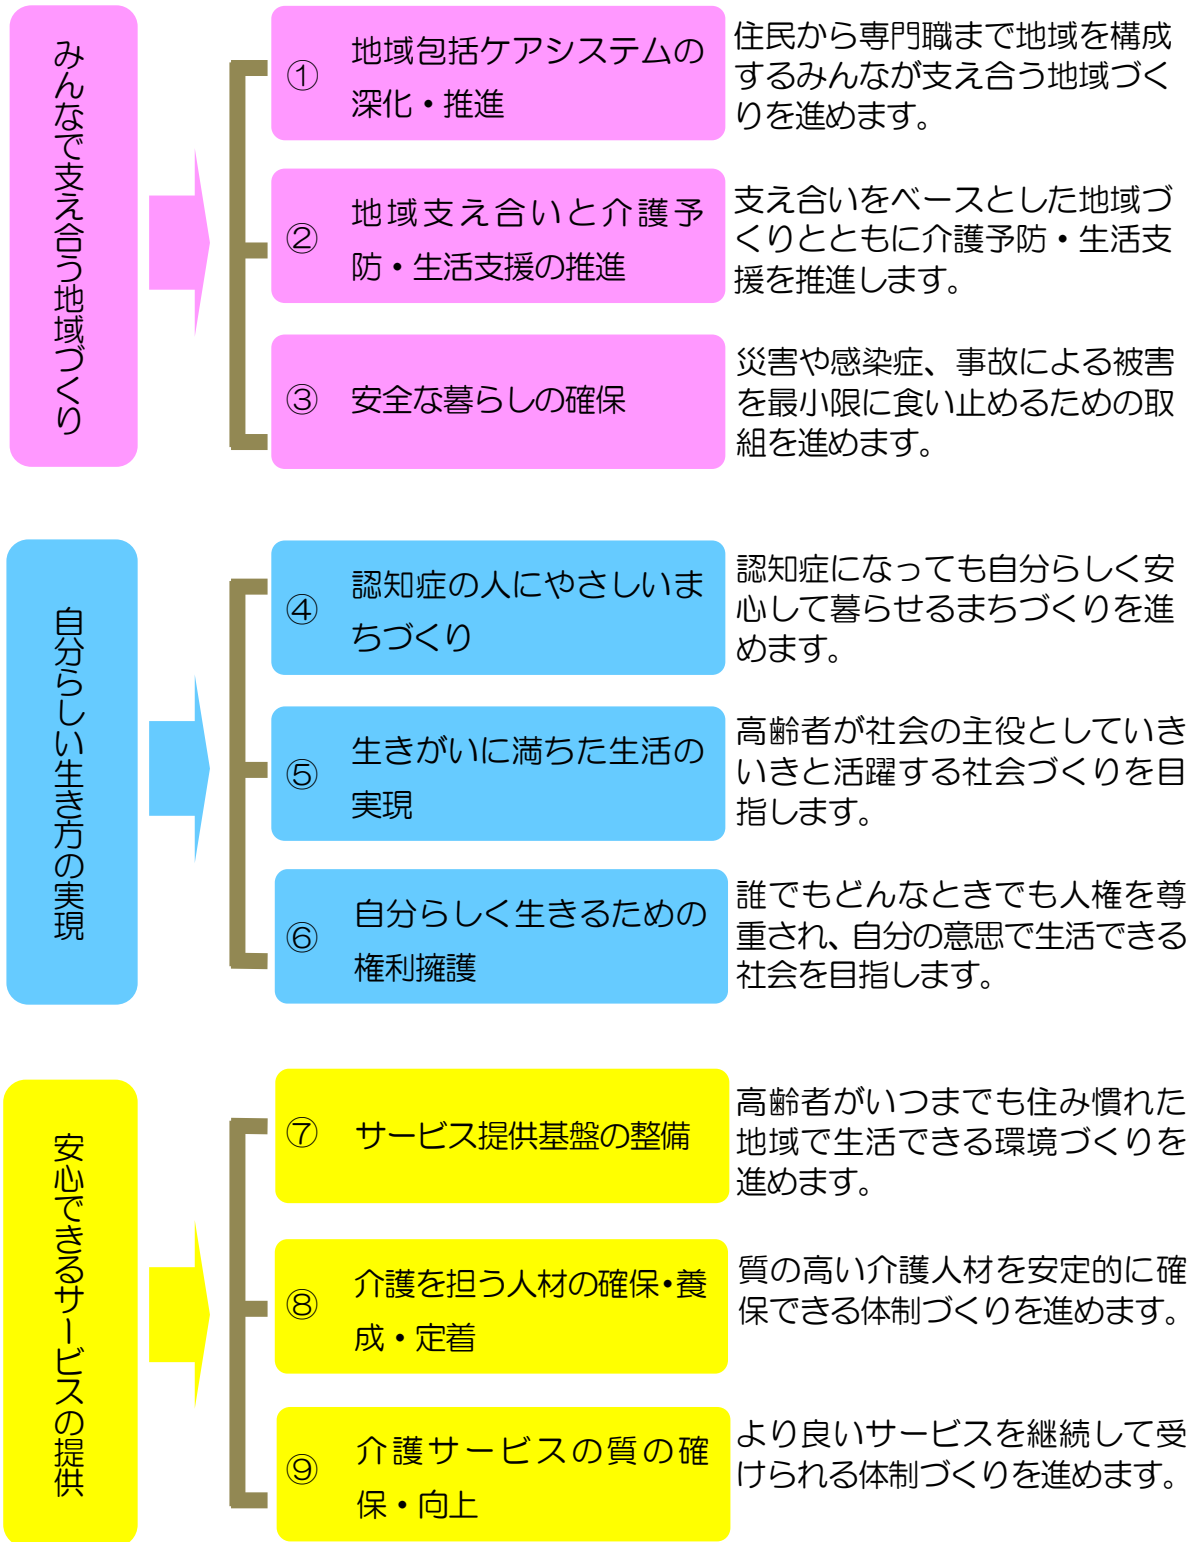 みんなで支え合う地域づくり
①
地域包括ケアシステムの
深化・推進
住民から専門職まで地域を構成
するみんなが支え合う地域づく
りを進めます。
②
地域支え合いと介護予
防・生活支援の推進
支え合いをベースとした地域づ
くりとともに介護予防・生活支
援を推進します。
③
安全な暮らしの確保
災害や感染症、事故による被害
を最小限に食い止めるための取
組を進めます。
自分らしい生き方の実現
④
認知症の人にやさしいま
ちづくり
認知症になっても自分らしく安
心して暮らせるまちづくりを進
めます。
⑤
生きがいに満ちた生活の
実現
高齢者が社会の主役としていき
いきと活躍する社会づくりを目
指します。
⑥
自分らしく生きるための
権利擁護
誰でもどんなときでも人権を尊
重され、自分の意思で生活できる
社会を目指します。
安心できるサービスの提供
⑦
サービス提供基盤の整備
高齢者がいつまでも住み慣れた
地域で生活できる環境づくりを
進めます。
⑧
介護を担う人材の確保・養
成・定着
質の高い介護人材を安定的に確
保できる体制づくりを進めます。
⑨
介護サービスの質の確
保・向上
より良いサービスを継続して受
けられる体制づくりを進めます。